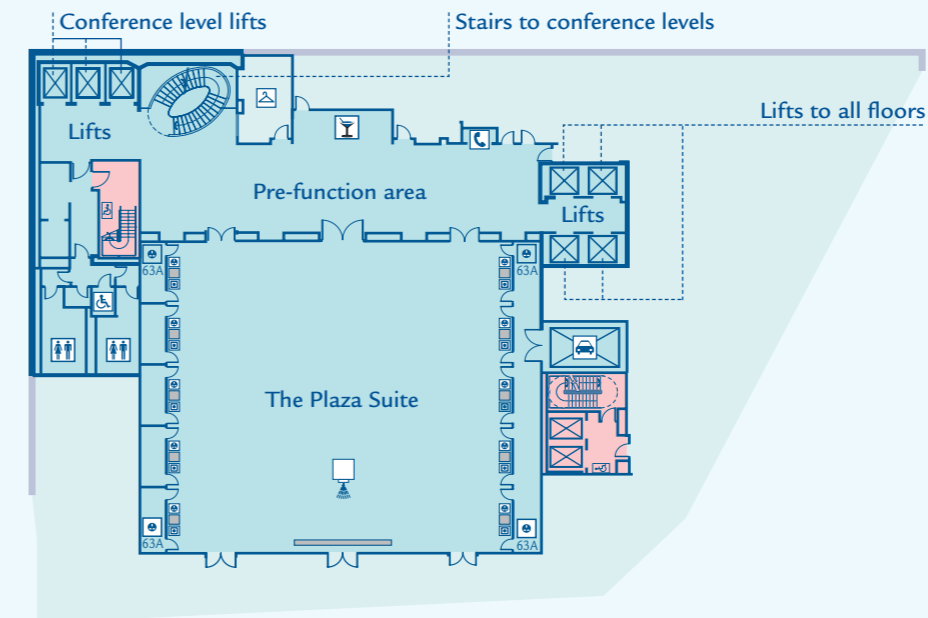 Conference level lifts
Stairs to conference levels
Lifts to all floors
Lifts
Pre-function area
Lifts
63A
63A
The Plaza Suite
63A
63A